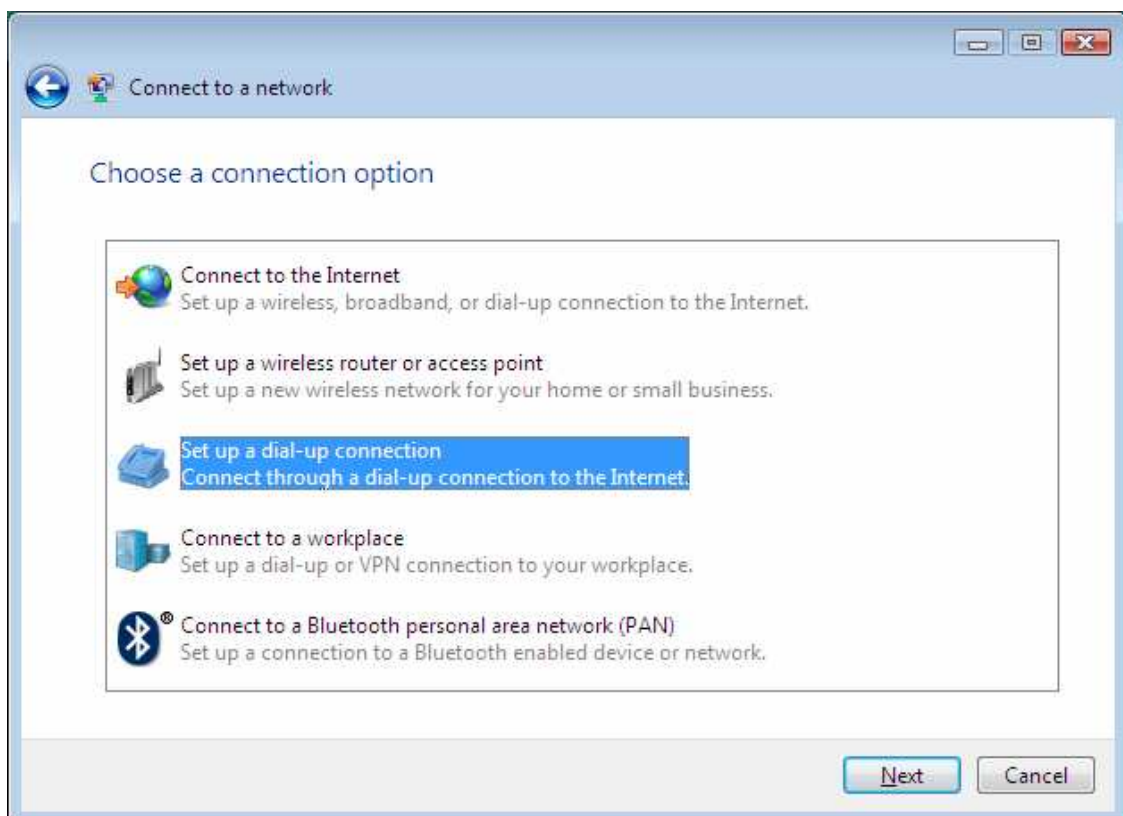 Connect to a network
Choose a connection option
Connect to the Internet
Set up a wireless, broadband, or dial-up connection to the Internet.
Set up a wireless router or access point
Set up a new wireless network for your home or small business.
Set up a dial-up connection
Connect through a dial-up connection to the Internet.
Connect to a workplace
Set up a dial-up or VPN connection to your workplace.
®
Connect to a Bluetooth personal area network (PAN)
Set up a connection to a Bluetooth enabled device or network.
Next Cancel